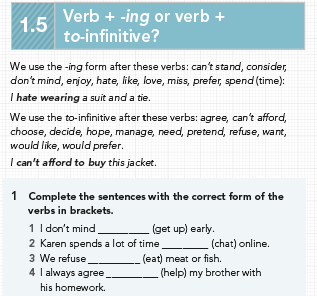 1.5
Verb + -ing or verb +
to-infinitive?
We use the -ing form after these verbs: can't stand, consider,
don't mind, enjoy, hate, like, love, miss, prefer, spend (time):
I hate wearing a suit and a tie.
We use the to-infinitive after these verbs: agree, can't afford,
choose, decide, hope, manage, need, pretend, refuse, want,
would like, would prefer.
I can't afford to buy this jacket.
1 Complete the sentences with the correct form of the
verbs in brackets.
1 I don't mind ________ (get up) early.
2 Karen spends a lot of time _______ (chat) online.
3 We refuse ________ (eat) meat or fish.
4 I always agree ________ (help) my brother with
his homework.